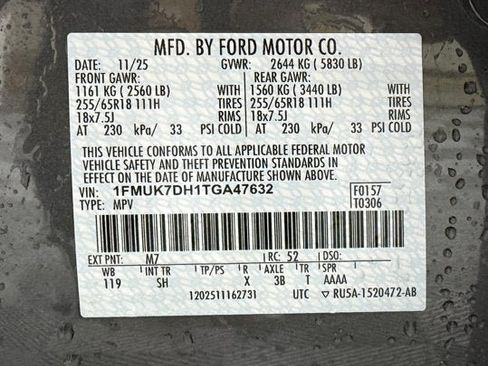 MFD. BY FORD MOTOR CO.
DATE: 11/25 GVWR: 2644 KG ( 5830 LB)
FRONT GAWR: REAR GAWR:
1161 KG ( 2560 LB) WITH 1560 KG ( 3440 LB) WITH
255/65R18 111H TIRES 255/65R18 111H TIRES
18x7.5J RIMS 18x7.5J RIMS
AT 230 kPa/ 33 PSI COLD AT 230 kPa/ 33 PSI COLD
THIS VEHICLE CONFORMS TO ALL APPLICABLE FEDERAL MOTOR
VEHICLE SAFETY AND THEFT PREVENTION STANDARDS IN
EFFECT ON THE DATE OF MANUFACTURE SHOWN ABOVE.
VIN: 1FMUK7DH1TGA47632 F0157
TYPE: MPV T0306
EXT PNT: M7 RC: 52 DSO:
WB INT TR TP/PS R AXLE TR SPR
119 SH X 3B T AAAA
1202511162731 UTC ▽ RU5A-1520472-AB